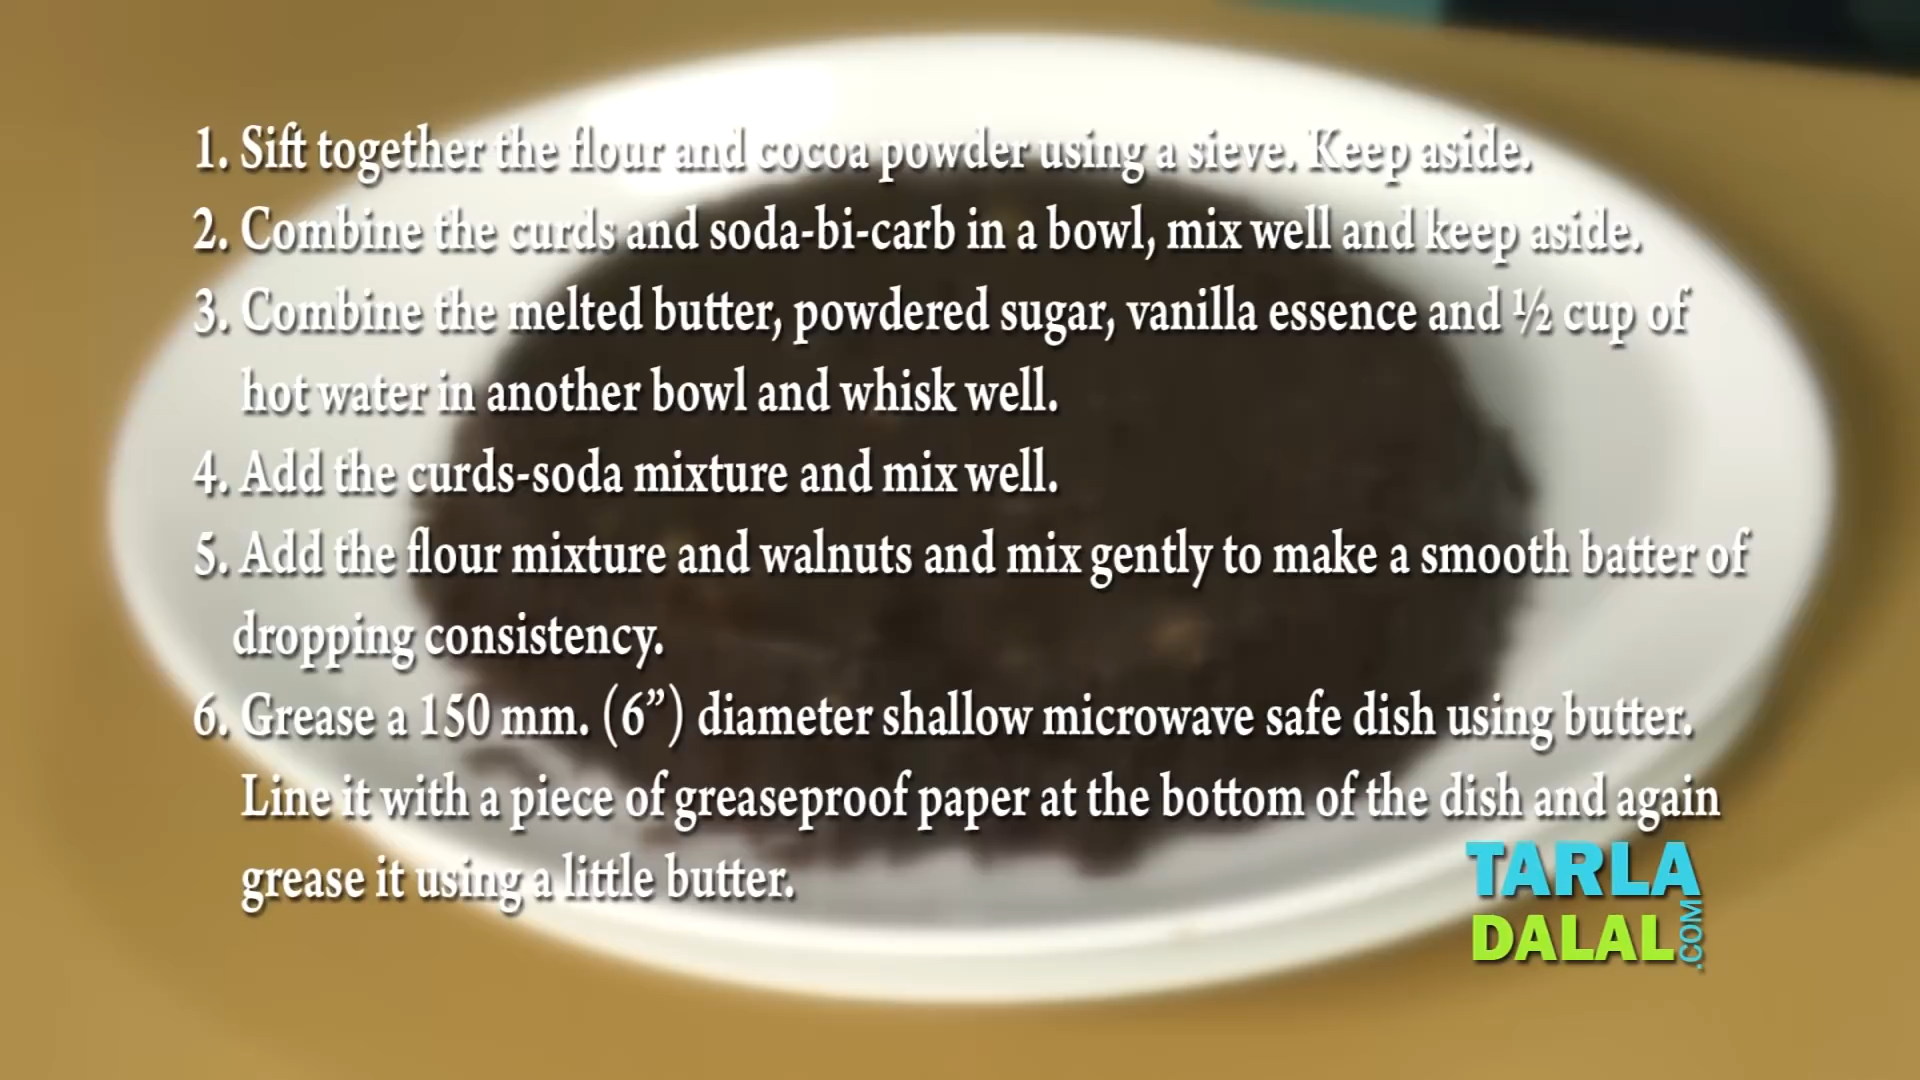 1. Sift together the flour and cocoa powder using a sieve. Keep aside.
2. Combine the curds and soda-bi-carb in a bowl, mix well and keep aside.
3. Combine the melted butter, powdered sugar, vanilla essence and ½ cup of
hot water in another bowl and whisk well.
4. Add the curds-soda mixture and mix well.
5. Add the flour mixture and walnuts and mix gently to make a smooth batter of
dropping consistency.
6. Grease a 150 mm. (6”) diameter shallow microwave safe dish using butter.
Line it with a piece of greaseproof paper at the bottom of the dish and again
grease it using a little butter.
TARLA
DALAL
.COM